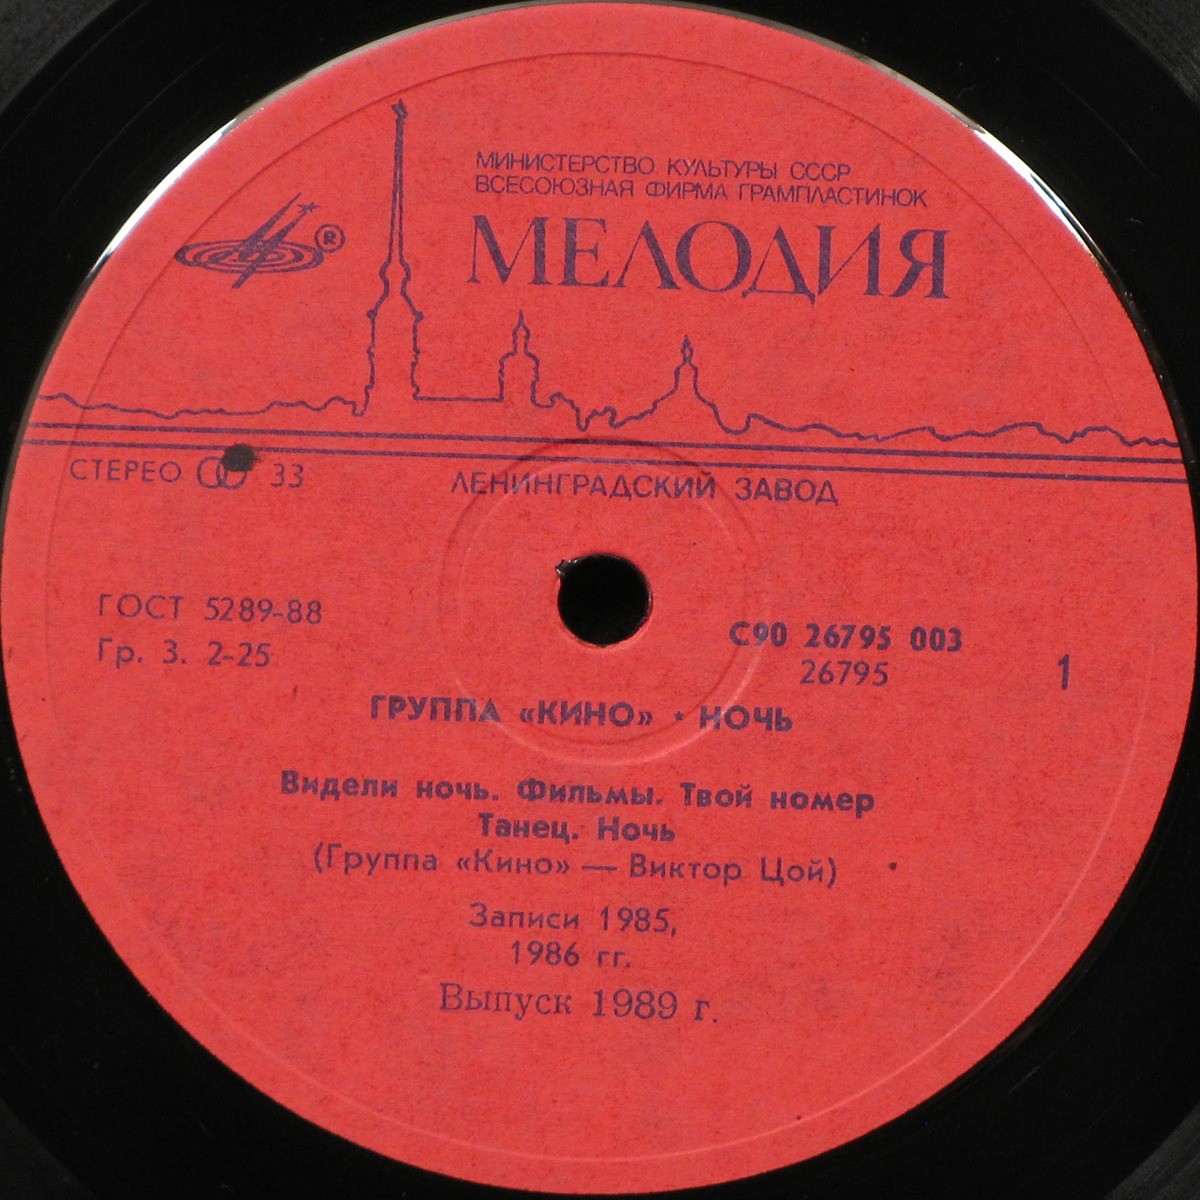 МИНИСТЕРСТВО КУЛЬТУРЫ СССР
ВСЕСОЮЗНАЯ ФИРМА ГРАМПЛАСТИНОК
МЕЛОДИЯ
®
СТЕРЕО 33
ЛЕНИНГРАДСКИЙ ЗАВОД
ГОСТ 5289-88
Гр. 3. 2-25
С90 26795 003
26795
1
ГРУППА «КИНО» * НОЧЬ
Видели ночь. Фильмы. Твой номер
Танец. Ночь
(Группа «Кино» — Виктор Цой)
Записи 1985,
1986 гг.
Выпуск 1989 г.